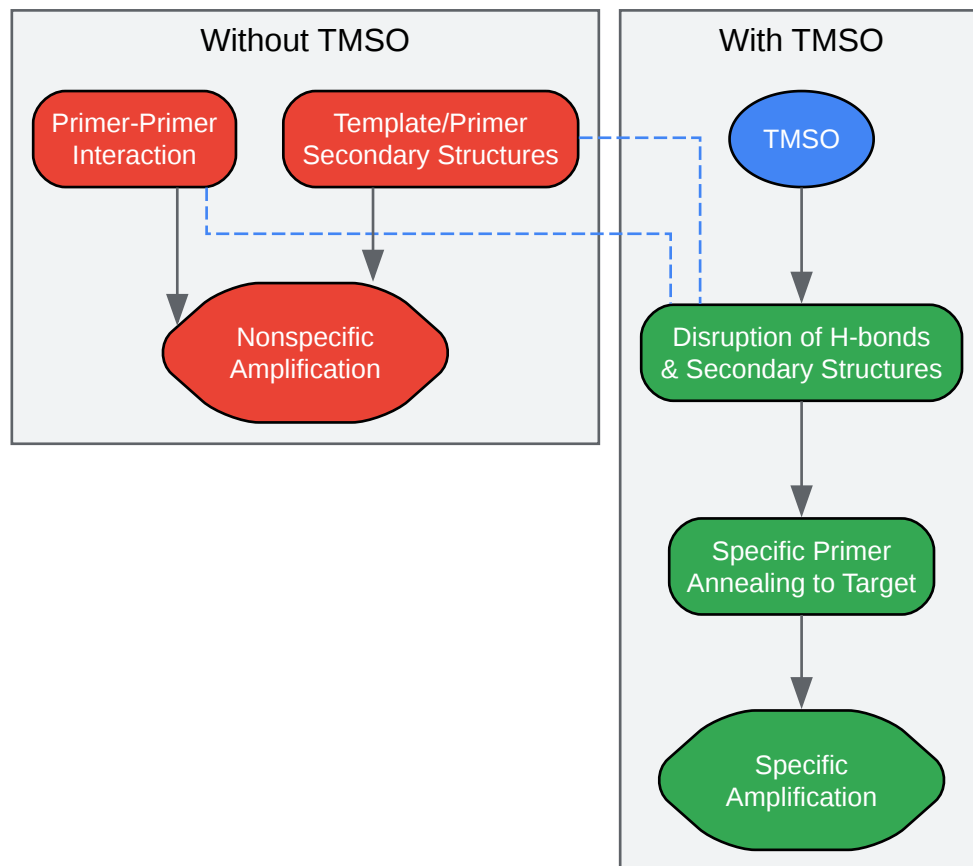 Without TMSO
Primer-Primer
Interaction
Template/Primer
Secondary Structures
Nonspecific
Amplification
With TMSO
TMSO
Disruption of H-bonds
& Secondary Structures
Specific Primer
Annealing to Target
Specific
Amplification